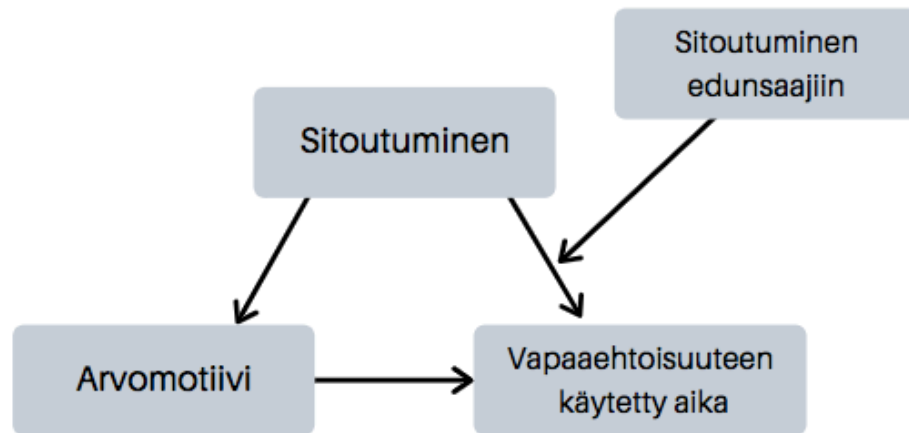 Sitoutuminen
edunsaajiin
Sitoutuminen
Arvomotiivi
Vapaaehtoisuuteen
käytetty aika